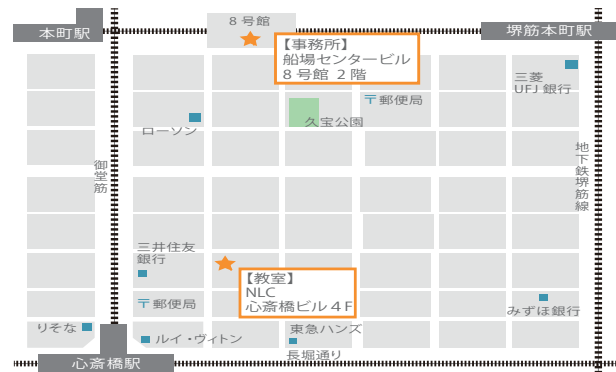 8号館
本町駅
堺筋本町駅
【事務所】
船場センタービル
8号館 2階
三菱
UFJ 銀行
〒郵便局
久宝公園
ローソン
御堂筋
地下鉄堺筋線
三井住友
銀行
【教室】
NLC
心斎橋ビル4F
〒郵便局
みずほ銀行
りそな
ルイ・ヴィトン
東急ハンズ
長堀通り
心斎橋駅